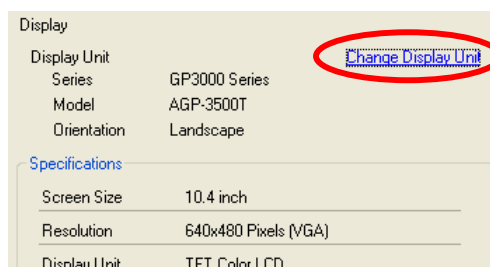 Display
Display Unit Change Display Unit
Series GP3000 Series
Model AGP-3500T
Orientation Landscape
Specifications
Screen Size 10.4 inch
Resolution 640x480 Pixels (VGA)
Display Unit TFT Color LCD